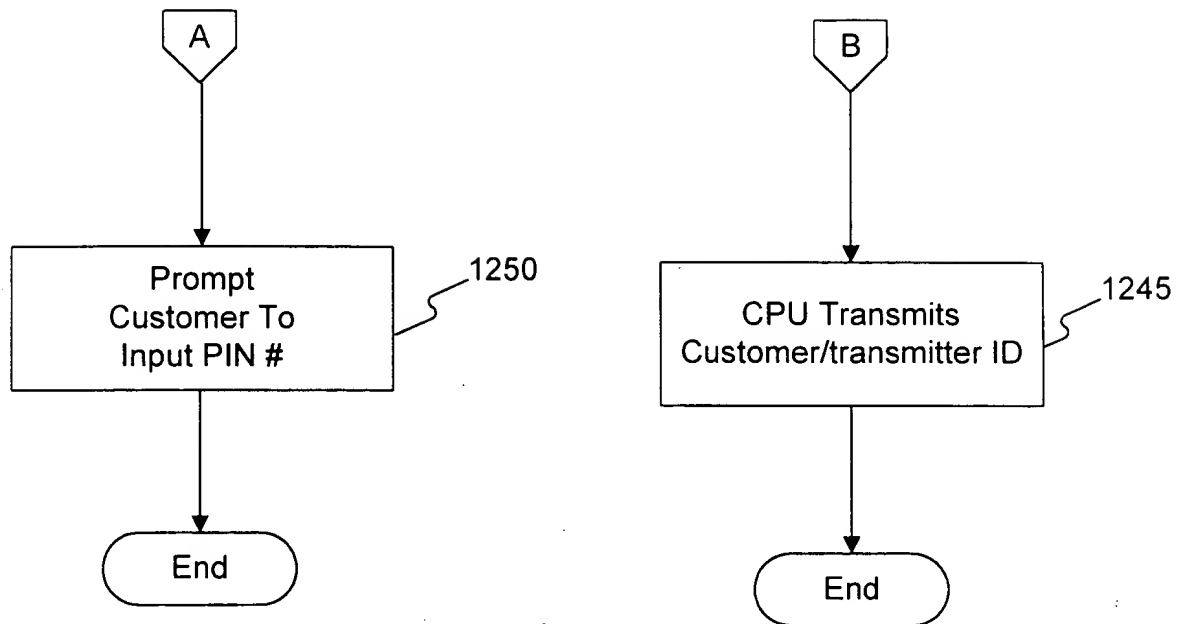 A
Prompt
Customer To
Input PIN #
1250
End
B
CPU Transmits
Customer/transmitter ID
1245
End